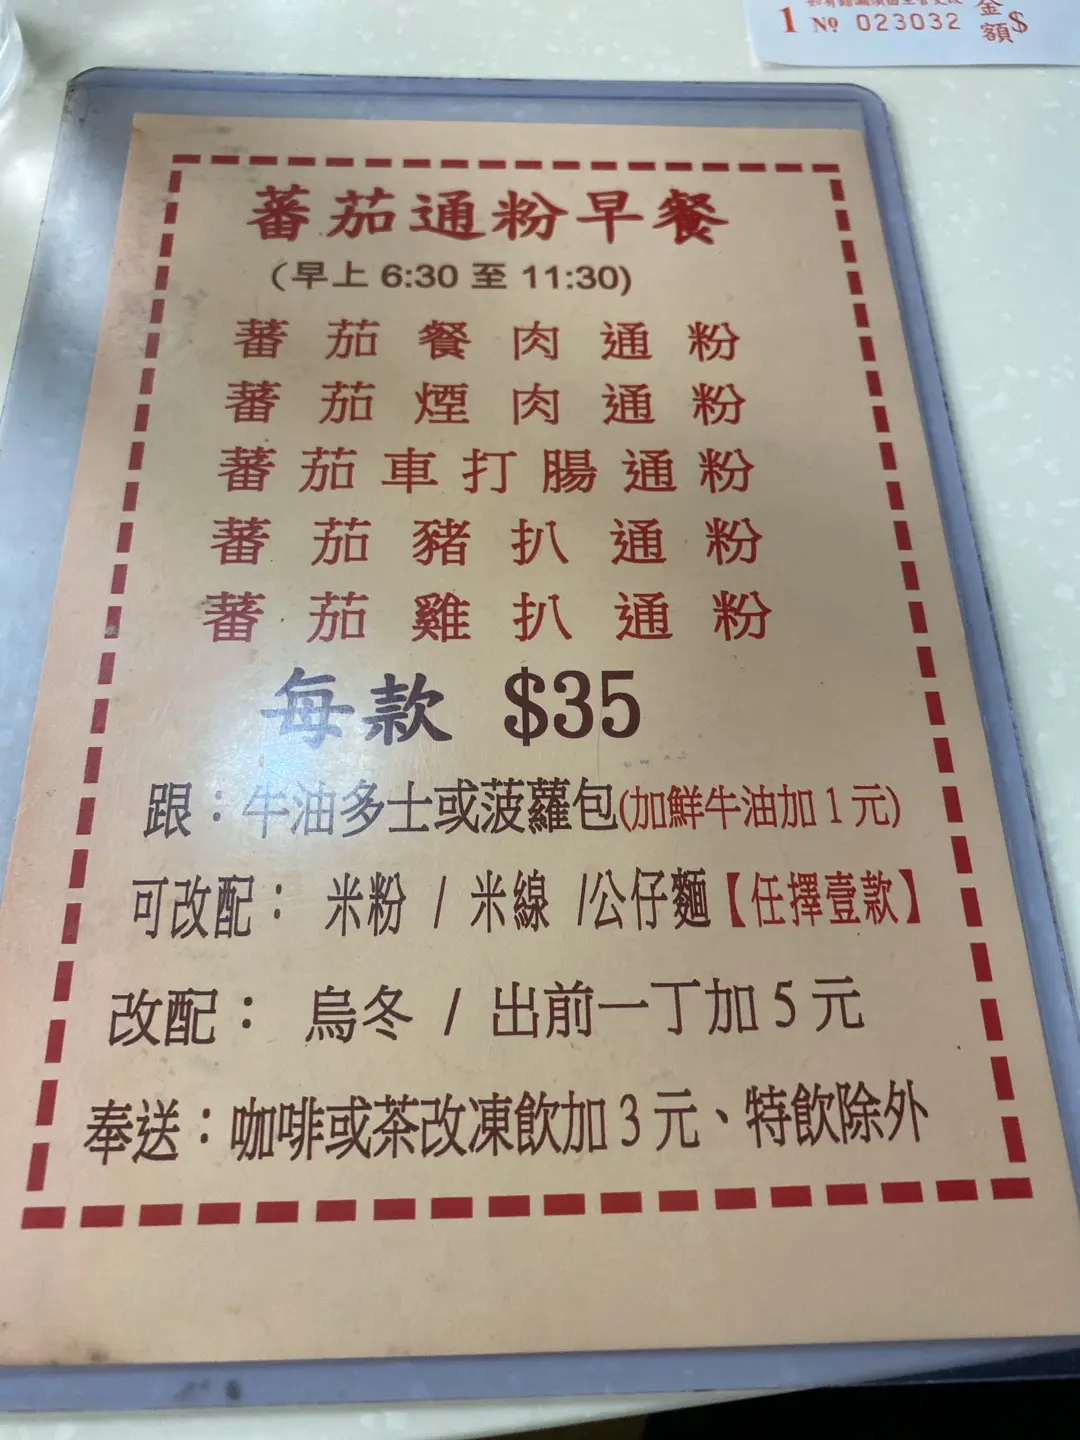 1 Nº 023032 金額$
蕃茄通粉早餐
(早上 6:30 至 11:30)
蕃茄餐肉通粉
蕃茄煙肉通粉
蕃茄車打腸通粉
蕃茄豬扒通粉
蕃茄雞扒通粉
每款 $35
跟：牛油多士或菠蘿包(加鮮牛油加1元)
可改配： 米粉 / 米線 /公仔麵【任擇壹款】
改配： 烏冬 / 出前一丁加5元
奉送：咖啡或茶改凍飲加3元、特飲除外